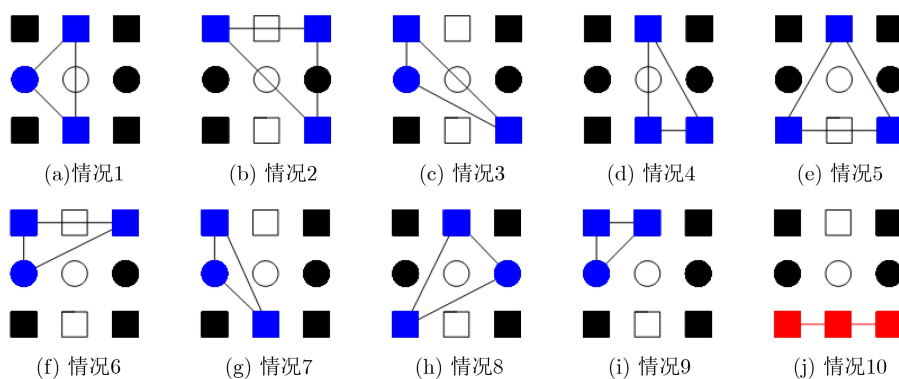 (a)情况1
(b) 情况2
(c) 情况3
(d) 情况4
(e) 情况5
(f) 情况6
(g) 情况7
(h) 情况8
(i) 情况9
(j) 情况10